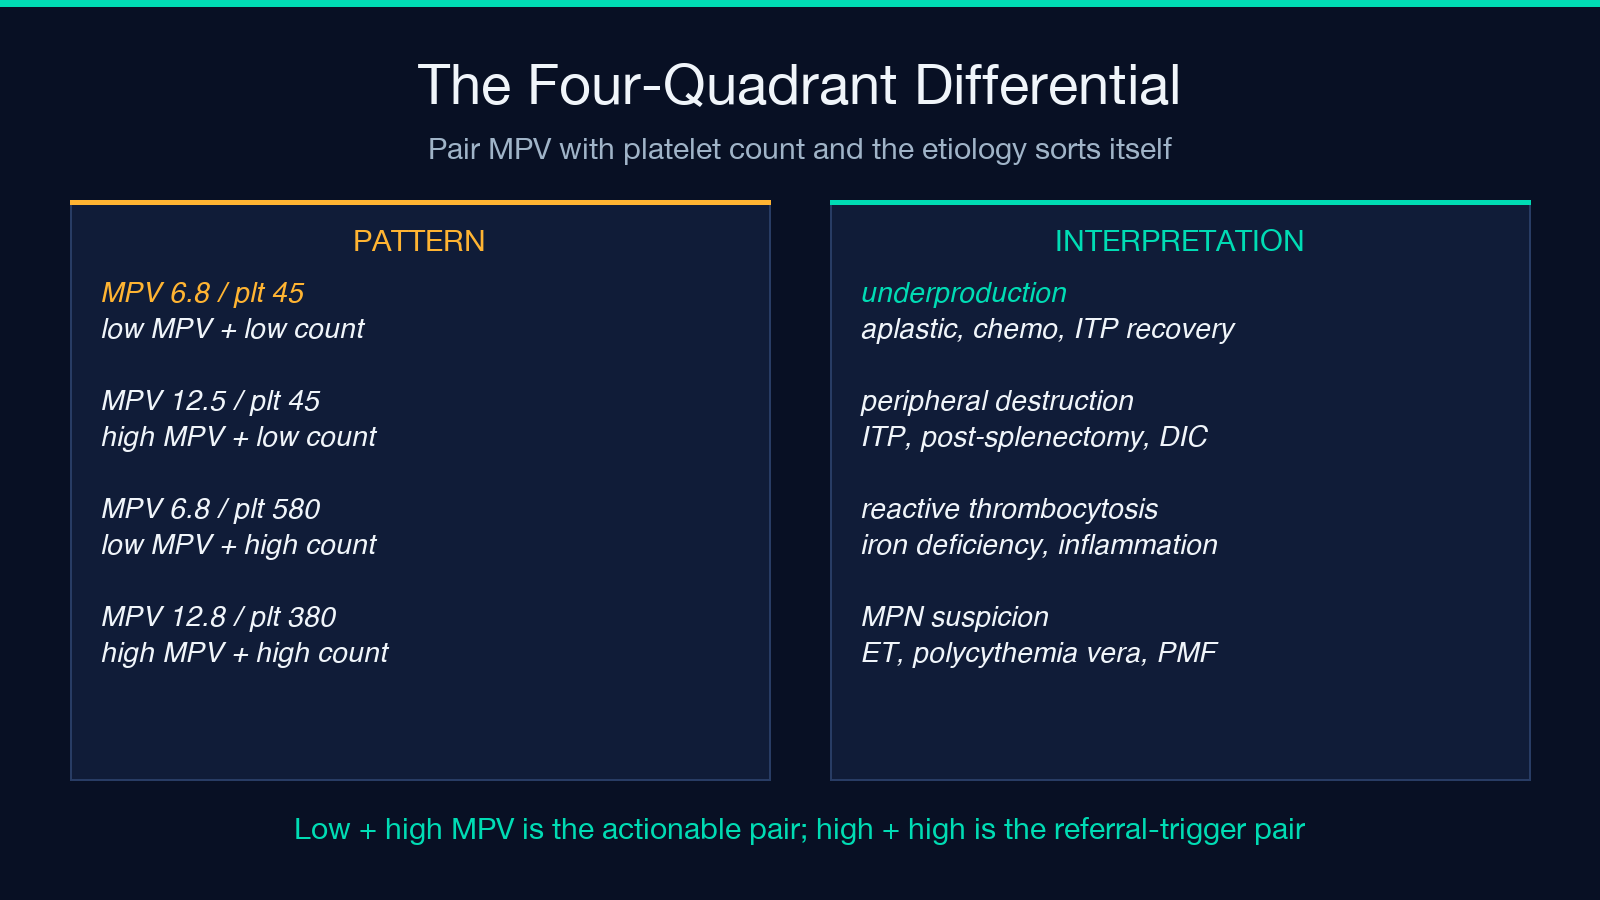 The Four-Quadrant Differential
Pair MPV with platelet count and the etiology sorts itself
PATTERN
MPV 6.8 / plt 45
low MPV + low count
MPV 12.5 / plt 45
high MPV + low count
MPV 6.8 / plt 580
low MPV + high count
MPV 12.8 / plt 380
high MPV + high count
INTERPRETATION
underproduction
aplastic, chemo, ITP recovery
peripheral destruction
ITP, post-splenectomy, DIC
reactive thrombocytosis
iron deficiency, inflammation
MPN suspicion
ET, polycythemia vera, PMF
Low + high MPV is the actionable pair; high + high is the referral-trigger pair